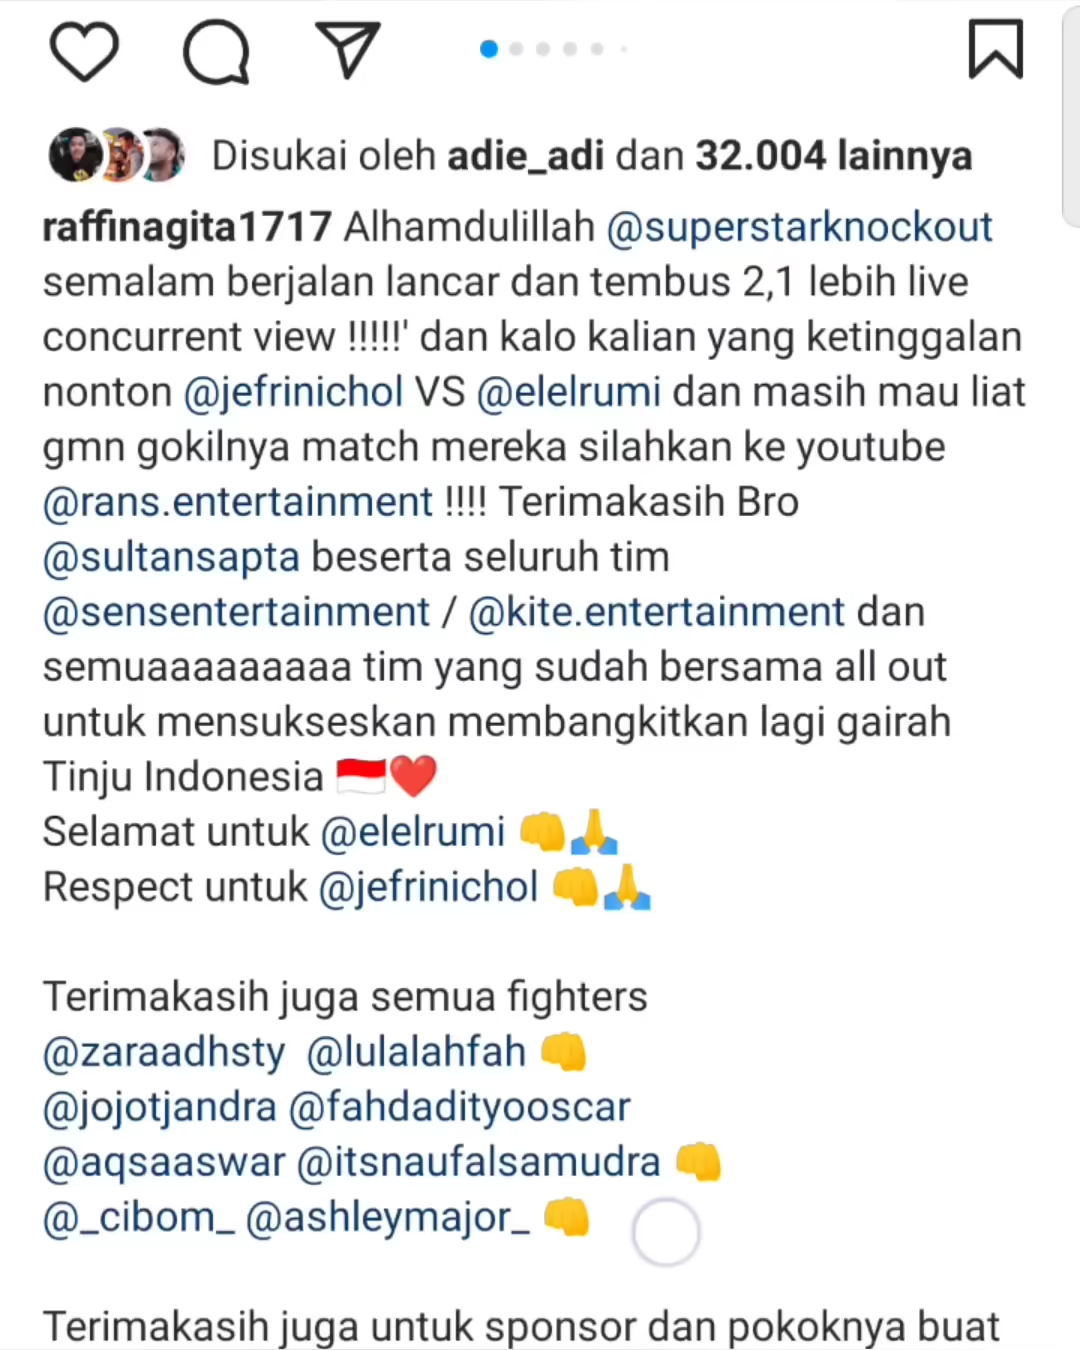 Disukai oleh adie_adi dan 32.004 lainnya
raffinagita1717 Alhamdulillah @superstarknockout
semalam berjalan lancar dan tembus 2,1 lebih live
concurrent view !!!!!' dan kalo kalian yang ketinggalan
nonton @jefrinichol VS @elelrumi dan masih mau liat
gmn gokilnya match mereka silahkan ke youtube
@rans.entertainment !!!! Terimakasih Bro
@sultansapta beserta seluruh tim
@sensentertainment / @kite.entertainment dan
semuaaaaaaaaa tim yang sudah bersama all out
untuk mensukseskan membangkitkan lagi gairah
Tinju Indonesia 🇮🇩❤️
Selamat untuk @elelrumi 👊🙏
Respect untuk @jefrinichol 👊🙏
Terimakasih juga semua fighters
@zaraadhsty @lulalahfah 👊
@jojotjandra @fahdadityooscar
@aqsaaswar @itsnaufalsamudra 👊
@_cibom_ @ashleymajor_ 👊
Terimakasih juga untuk sponsor dan pokoknya buat